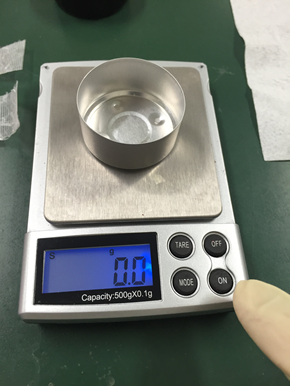 S
0.0
TARE
OFF
MODE
ON
Capacity:500gX0.1g